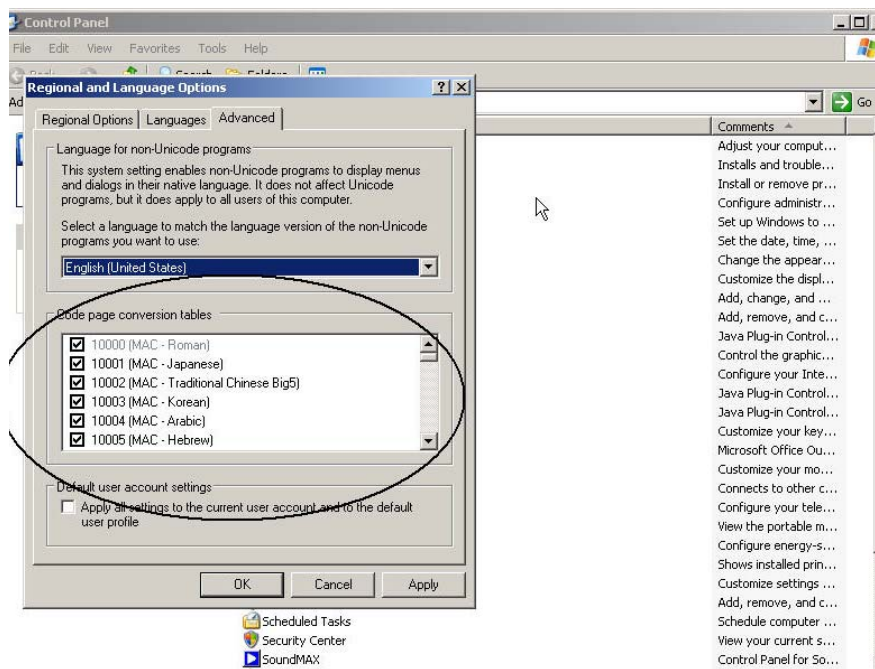 Control Panel
File Edit View Favorites Tools Help
Search Folders
Regional and Language Options
Go
Regional Options Languages Advanced
Comments
Language for non-Unicode programs
This system setting enables non-Unicode programs to display menus
and dialogs in their native language. It does not affect Unicode
programs, but it does apply to all users of this computer.
Select a language to match the language version of the non-Unicode
programs you want to use:
English (United States)
Code page conversion tables
10000 (MAC - Roman)
10001 (MAC - Japanese)
10002 (MAC - Traditional Chinese Big5)
10003 (MAC - Korean)
10004 (MAC - Arabic)
10005 (MAC - Hebrew)
Default user account settings
Apply all settings to the current user account and to the default
user profile
OK Cancel Apply
Scheduled Tasks
Security Center
SoundMAX
Adjust your comput...
Installs and trouble...
Install or remove pr...
Configure administr...
Set up Windows to ...
Set the date, time, ...
Change the appear...
Customize the displ...
Add, change, and ...
Add, remove, and c...
Java Plug-in Control...
Control the graphic...
Configure your Inte...
Java Plug-in Control...
Java Plug-in Control...
Customize your key...
Microsoft Office Ou...
Customize your mo...
Connects to other c...
Configure your tele...
View the portable m...
Configure energy-s...
Shows installed prin...
Customize settings ...
Add, remove, and c...
Schedule computer ...
View your current s...
Control Panel for So...